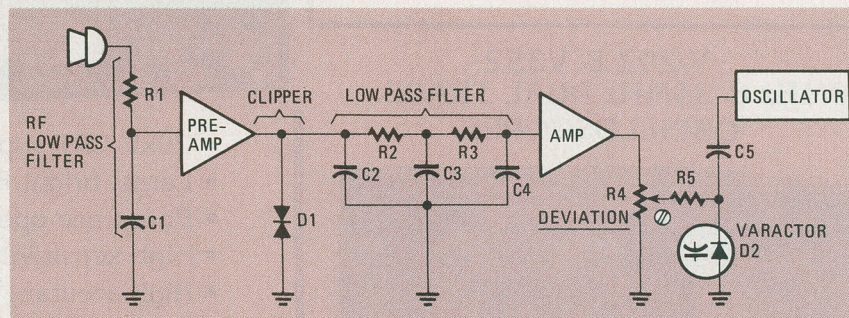 RF
LOW PASS
FILTER
R1
C1
PRE-
AMP
CLIPPER
D1
LOW PASS FILTER
C2
R2
C3
R3
C4
AMP
R4
DEVIATION
R5
C5
OSCILLATOR
VARACTOR
D2